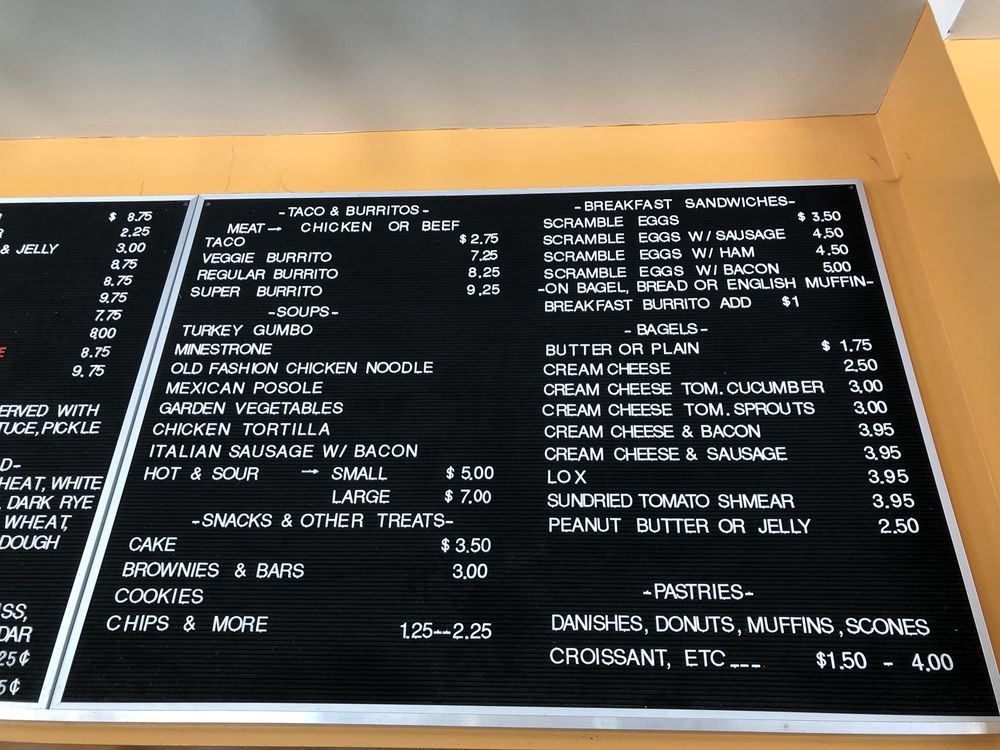 $ 8.75
2.25
& JELLY 3.00
8.75
8.75
9.75
7.75
8.00
8.75
9.75
WITH
PICKLE
WHITE
DARK RYE
WHEAT,
- TACO & BURRITOS -
MEAT → CHICKEN OR BEEF
TACO $ 2.75
VEGGIE BURRITO 7.25
REGULAR BURRITO 8.25
SUPER BURRITO 9.25
- SOUPS -
TURKEY GUMBO
MINESTRONE
OLD FASHION CHICKEN NOODLE
MEXICAN POSOLE
GARDEN VEGETABLES
CHICKEN TORTILLA
ITALIAN SAUSAGE W/ BACON
HOT & SOUR → SMALL $ 5.00
LARGE $ 7.00
- SNACKS & OTHER TREATS -
CAKE $ 3.50
BROWNIES & BARS 3.00
COOKIES
CHIPS & MORE 1.25--2.25
- BREAKFAST SANDWICHES -
SCRAMBLE EGGS $ 3.50
SCRAMBLE EGGS W/ SAUSAGE 4.50
SCRAMBLE EGGS W/ HAM 4.50
SCRAMBLE EGGS W/ BACON 5.00
-ON BAGEL, BREAD OR ENGLISH MUFFIN-
BREAKFAST BURRITO ADD $1
- BAGELS -
BUTTER OR PLAIN $ 1.75
CREAM CHEESE 2.50
CREAM CHEESE TOM. CUCUMBER 3.00
CREAM CHEESE TOM. SPROUTS 3.00
CREAM CHEESE & BACON 3.95
CREAM CHEESE & SAUSAGE 3.95
LOX 3.95
SUNDRIED TOMATO SHMEAR 3.95
PEANUT BUTTER OR JELLY 2.50
- PASTRIES -
DANISHES, DONUTS, MUFFINS, SCONES
CROISSANT, ETC --- $1.50 - 4.00